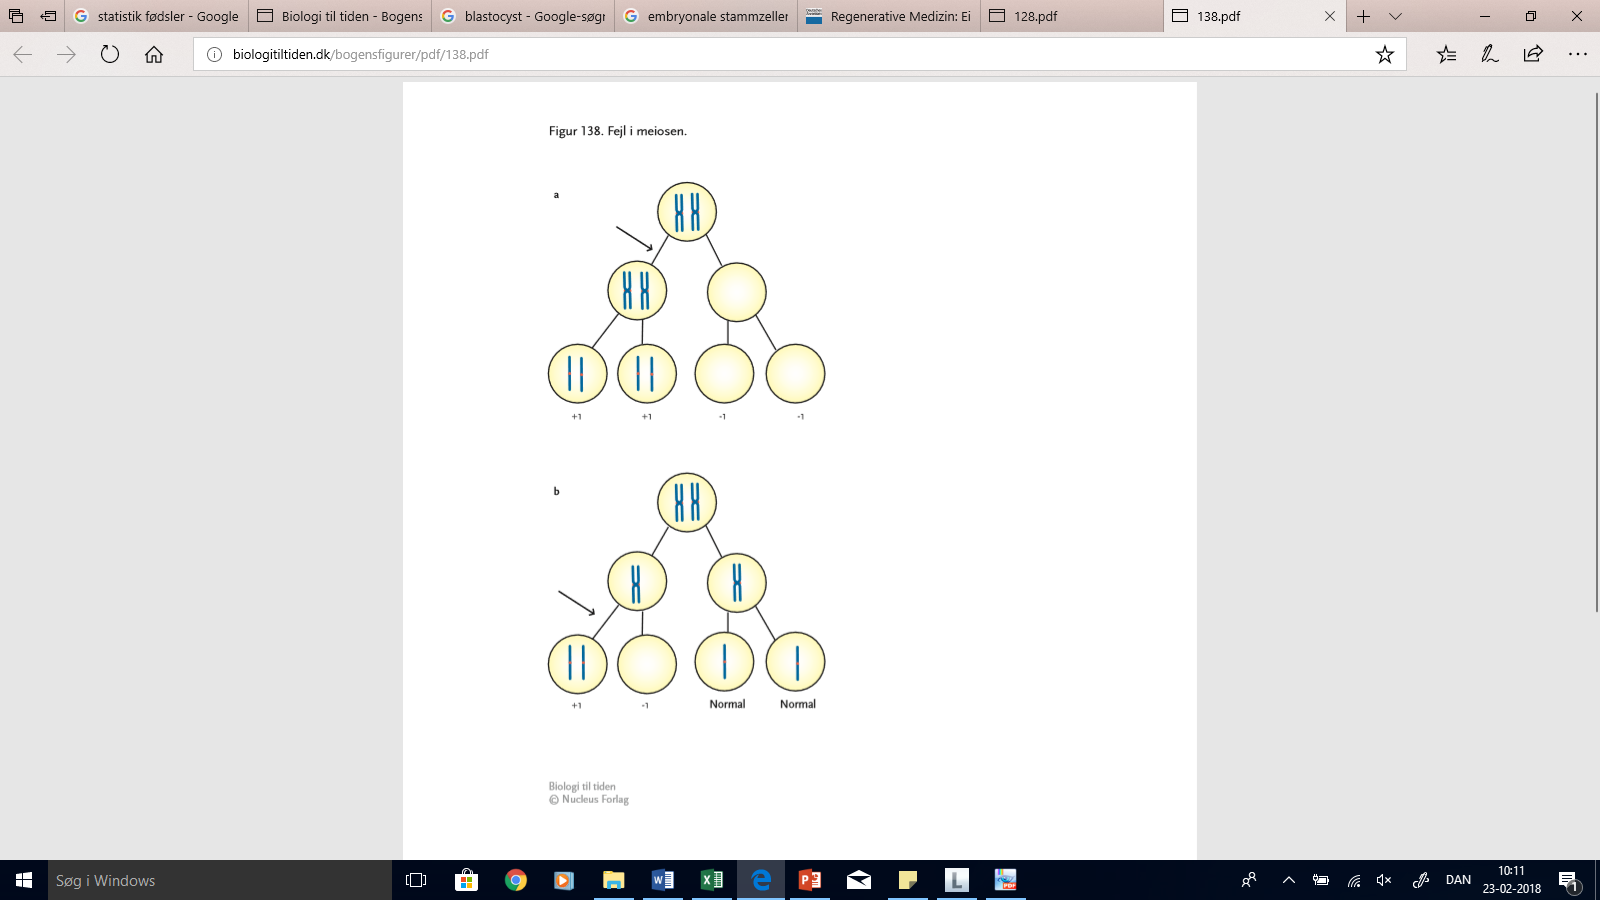 statistik fødsler - Google
Biologi til tiden - Bogens
blastocyst - Google-søgn
embryonale stammzeller
Regenerative Medizin: Ei
128.pdf
138.pdf
biologitiltiden.dk/bogensfigurer/pdf/138.pdf
Figur 138. Fejl i meiosen.
a
+1 +1 -1 -1
b
+1 -1 Normal Normal
Biologi til tiden
© Nucleus Forlag
Søg i Windows
DAN
10:11
23-02-2018
1